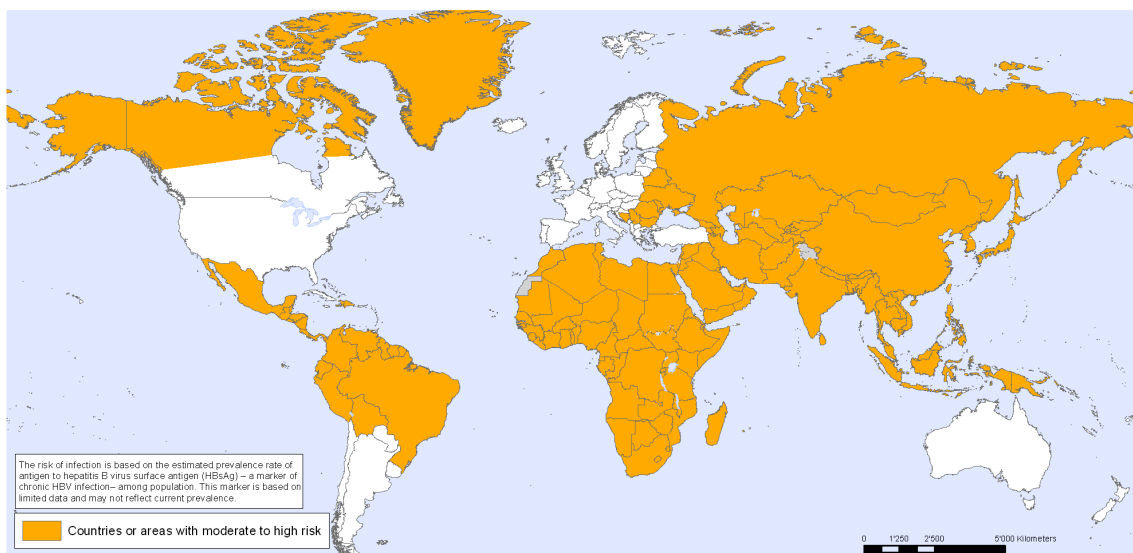 The risk of infection is based on the estimated prevalence rate of
antigen to hepatitis B virus surface antigen (HBsAg) – a marker of
chronic HBV infection– among population. This marker is based on
limited data and may not reflect current prevalence.
Countries or areas with moderate to high risk
0 1'250 2'500 5'000 Kilometers